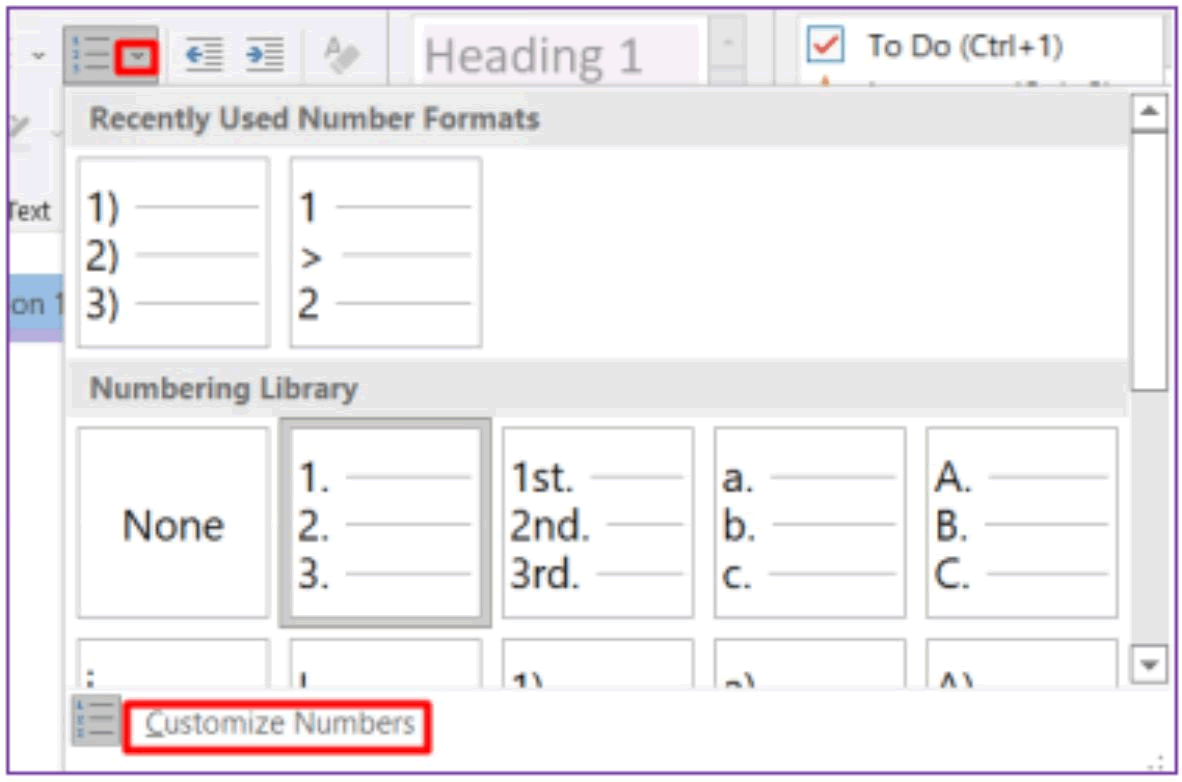 Heading 1
To Do (Ctrl+1)
Recently Used Number Formats
Text
1)
2)
3)
1
>
2
on 1
Numbering Library
None
1.
2.
3.
1st.
2nd.
3rd.
a.
b.
c.
A.
B.
C.
1)
a)
A)
Customize Numbers